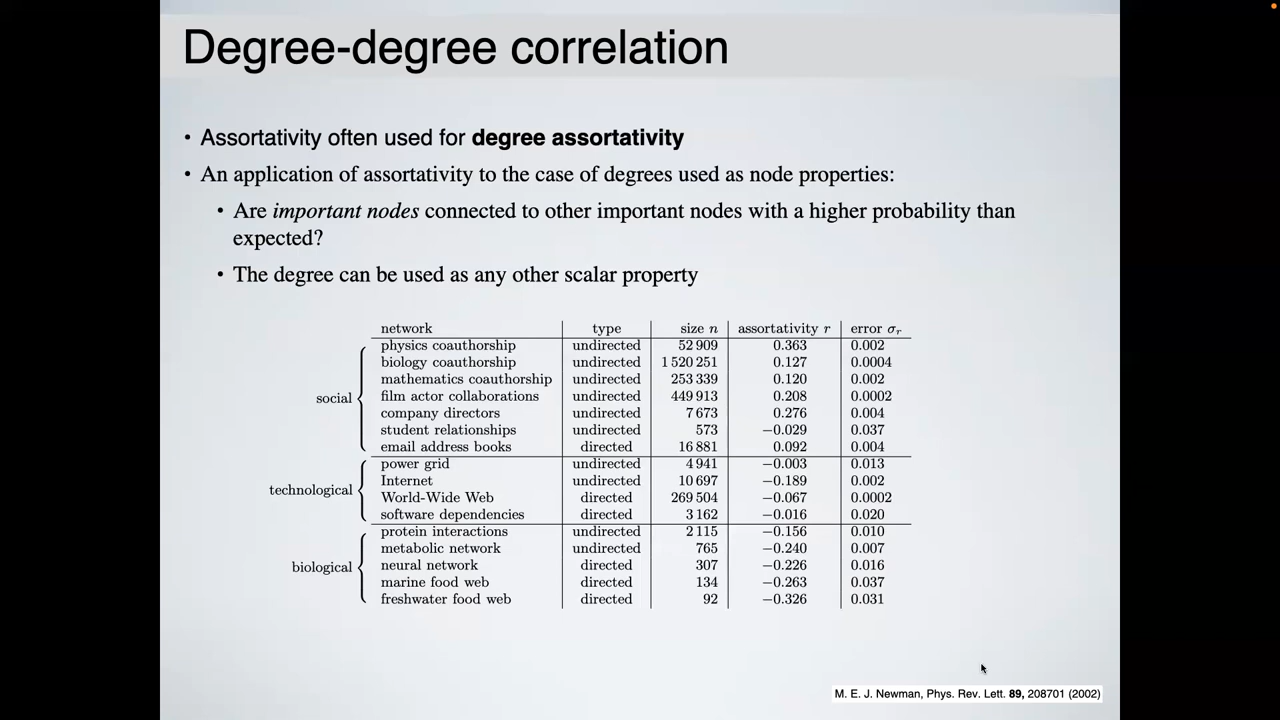 Degree-degree correlation
• Assortativity often used for degree assortativity
• An application of assortativity to the case of degrees used as node properties:
• Are important nodes connected to other important nodes with a higher probability than
expected?
• The degree can be used as any other scalar property
network type size n assortativity r error σr
physics coauthorship undirected 52 909 0.363 0.002
biology coauthorship undirected 1 520 251 0.127 0.0004
mathematics coauthorship undirected 253 339 0.120 0.002
social film actor collaborations undirected 449 913 0.208 0.0002
company directors undirected 7 673 0.276 0.004
student relationships undirected 573 −0.029 0.037
email address books directed 16 881 0.092 0.004
power grid undirected 4 941 −0.003 0.013
Internet undirected 10 697 −0.189 0.002
technological World-Wide Web directed 269 504 −0.067 0.0002
software dependencies directed 3 162 −0.016 0.020
protein interactions undirected 2 115 −0.156 0.010
metabolic network undirected 765 −0.240 0.007
biological neural network directed 307 −0.226 0.016
marine food web directed 134 −0.263 0.037
freshwater food web directed 92 −0.326 0.031
M. E. J. Newman, Phys. Rev. Lett. 89, 208701 (2002)